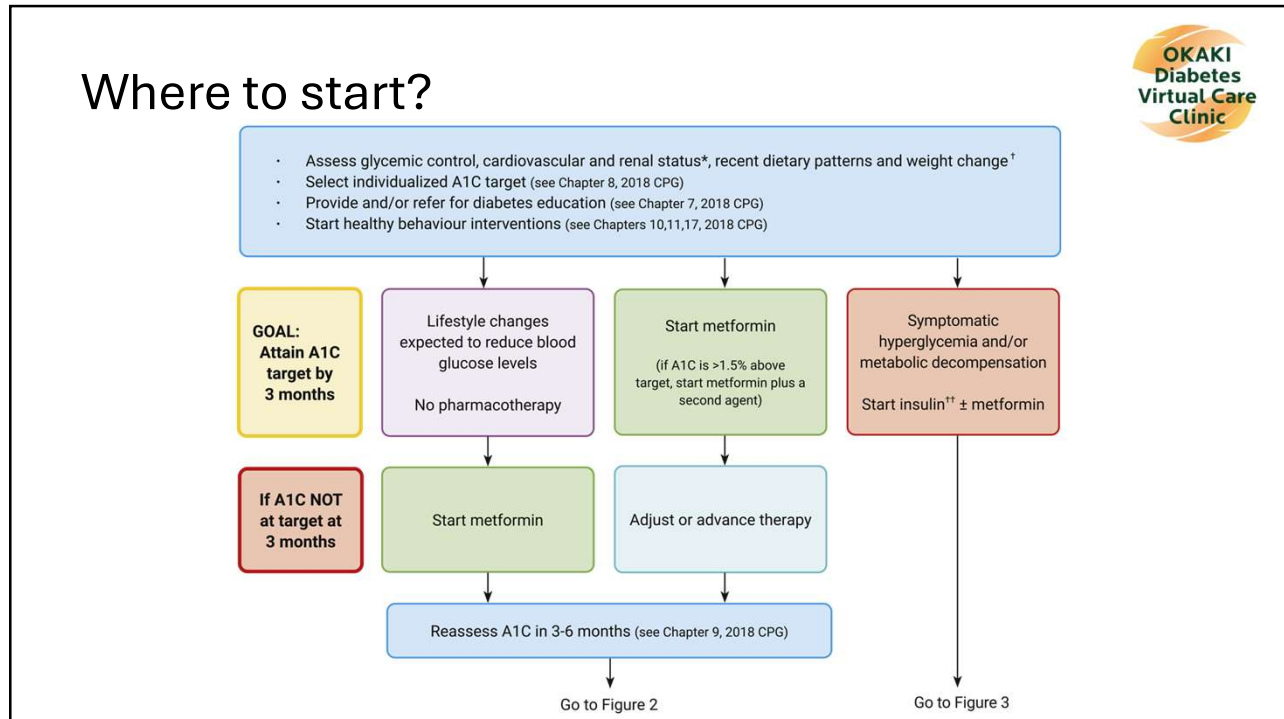 Where to start?
OKAKI
Diabetes
Virtual Care
Clinic
· Assess glycemic control, cardiovascular and renal status*, recent dietary patterns and weight change†
· Select individualized A1C target (see Chapter 8, 2018 CPG)
· Provide and/or refer for diabetes education (see Chapter 7, 2018 CPG)
· Start healthy behaviour interventions (see Chapters 10,11,17, 2018 CPG)
GOAL:
Attain A1C
target by
3 months
Lifestyle changes
expected to reduce blood
glucose levels
No pharmacotherapy
Start metformin
(if A1C is >1.5% above
target, start metformin plus a
second agent)
Symptomatic
hyperglycemia and/or
metabolic decompensation
Start insulin†† ± metformin
If A1C NOT
at target at
3 months
Start metformin
Adjust or advance therapy
Reassess A1C in 3-6 months (see Chapter 9, 2018 CPG)
Go to Figure 2
Go to Figure 3